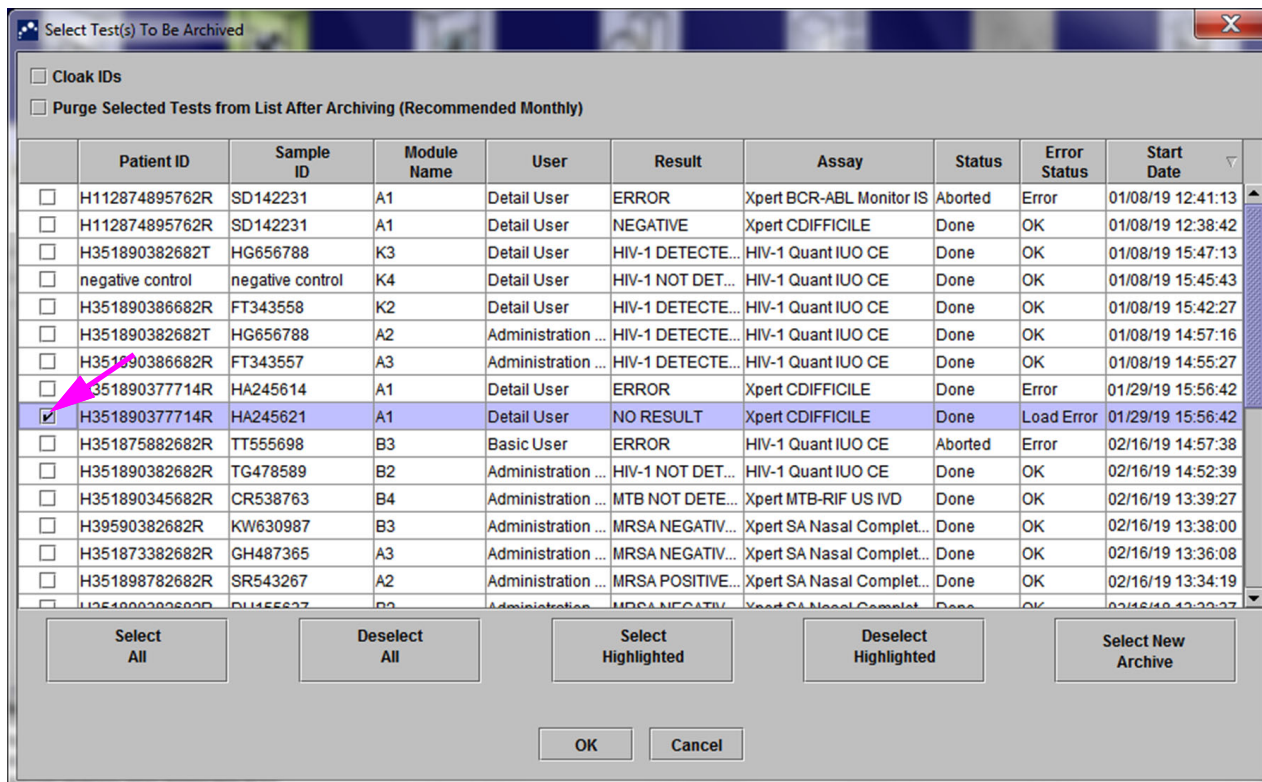 Select Test(s) To Be Archived
Cloak IDs
Purge Selected Tests from List After Archiving (Recommended Monthly)
Patient ID Sample ID Module Name User Result Assay Status Error Status Start Date
H112874895762R SD142231 A1 Detail User ERROR Xpert BCR-ABL Monitor IS Aborted Error 01/08/19 12:41:13
H112874895762R SD142231 A1 Detail User NEGATIVE Xpert CDIFFICILE Done OK 01/08/19 12:38:42
H351890382682T HG656788 K3 Detail User HIV-1 DETECTE... HIV-1 Quant IUO CE Done OK 01/08/19 15:47:13
negative control negative control K4 Detail User HIV-1 NOT DET... HIV-1 Quant IUO CE Done OK 01/08/19 15:45:43
H351890386682R FT343558 K2 Detail User HIV-1 DETECTE... HIV-1 Quant IUO CE Done OK 01/08/19 15:42:27
H351890382682T HG656788 A2 Administration ... HIV-1 DETECTE... HIV-1 Quant IUO CE Done OK 01/08/19 14:57:16
H351890386682R FT343557 A3 Administration ... HIV-1 DETECTE... HIV-1 Quant IUO CE Done OK 01/08/19 14:55:27
H351890377714R HA245614 A1 Detail User ERROR Xpert CDIFFICILE Done Error 01/29/19 15:56:42
H351890377714R HA245621 A1 Detail User NO RESULT Xpert CDIFFICILE Done Load Error 01/29/19 15:56:42
H351875882682R TT555698 B3 Basic User ERROR HIV-1 Quant IUO CE Aborted Error 02/16/19 14:57:38
H351890382682R TG478589 B2 Administration ... HIV-1 NOT DET... HIV-1 Quant IUO CE Done OK 02/16/19 14:52:39
H351890345682R CR538763 B4 Administration ... MTB NOT DETE... Xpert MTB-RIF US IVD Done OK 02/16/19 13:39:27
H39590382682R KW630987 B3 Administration ... MRSA NEGATIV... Xpert SA Nasal Complet... Done OK 02/16/19 13:38:00
H351873382682R GH487365 A3 Administration ... MRSA NEGATIV... Xpert SA Nasal Complet... Done OK 02/16/19 13:36:08
H351898782682R SR543267 A2 Administration ... MRSA POSITIVE... Xpert SA Nasal Complet... Done OK 02/16/19 13:34:19
Select All Deselect All Select Highlighted Deselect Highlighted Select New Archive
OK Cancel